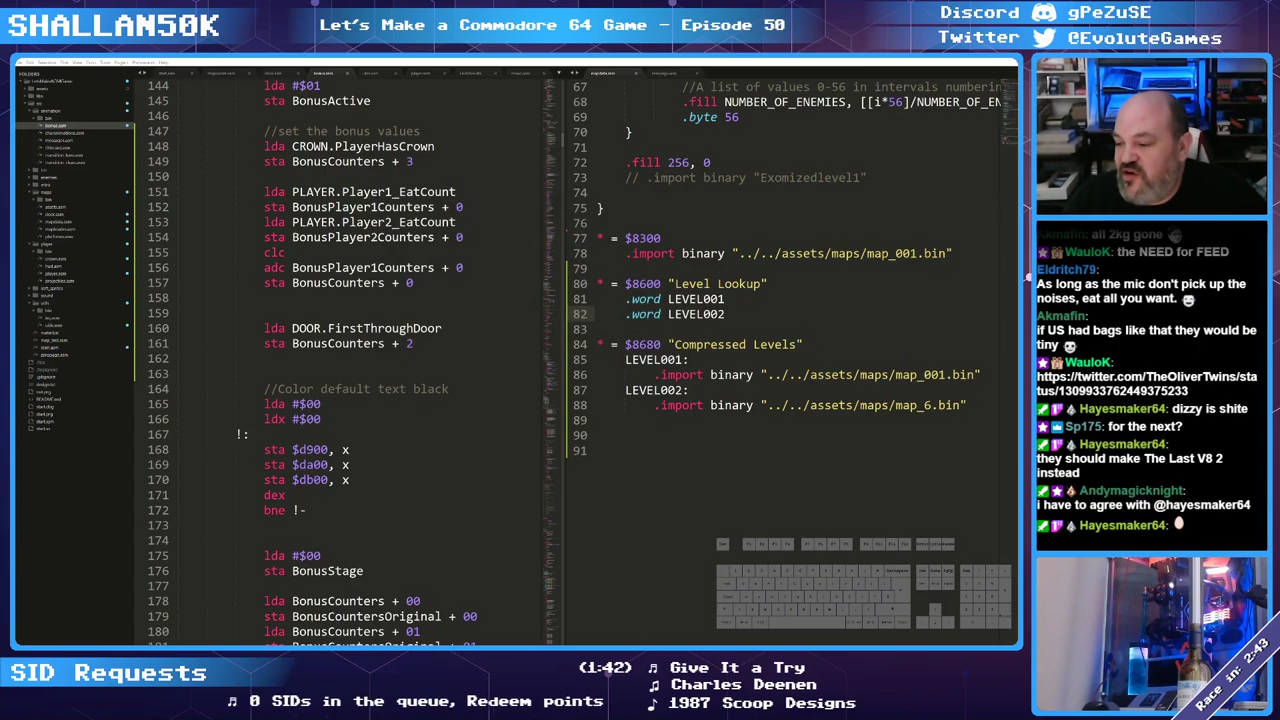 SHALLAN50K
Let's Make a Commodore 64 Game - Episode 50
Discord gPeZuSE
Twitter @EvoluteGames
FOLDERS
144 lda #$01
145 sta BonusActive
146
147 //set the bonus values
148 lda CROWN.PlayerHasCrown
149 sta BonusCounters + 3
150
151 lda PLAYER.Player1_EatCount
152 sta BonusPlayer1Counters + 0
153 lda PLAYER.Player2_EatCount
154 sta BonusPlayer2Counters + 0
155 clc
156 adc BonusPlayer1Counters + 0
157 sta BonusCounters + 0
158
159
160 lda DOOR.FirstThroughDoor
161 sta BonusCounters + 2
162
163
164 //Color default text black
165 lda #$00
166 ldx #$00
167 !:
168 sta $d900, x
169 sta $da00, x
170 sta $db00, x
171 dex
172 bne !-
173
174
175 lda #$00
176 sta BonusStage
177
178 lda BonusCounters + 00
179 sta BonusCountersOriginal + 00
180 lda BonusCounters + 01
67 //A list of values 0-56 in intervals numberin
68 .fill NUMBER_OF_ENEMIES, [[i*56]/NUMBER_OF_EN
69 .byte 56
70 }
71
72 .fill 256, 0
73 // .import binary "Exomizedlevel1"
74
75 }
76
77 * = $8300
78 .import binary "../../assets/maps/map_001.bin"
79
80 * = $8600 "Level Lookup"
81 .word LEVEL001
82 .word LEVEL002
83
84 * = $8680 "Compressed Levels"
85 LEVEL001:
86 .import binary "../../assets/maps/map_001.bin"
87 LEVEL002:
88 .import binary "../../assets/maps/map_6.bin"
89
90
91
Akmafin: all 2kg gone
WauloK: the NEED for FEED
Eldritch79:
As long as the mic don't pick up the
noises, eat all you want.
Akmafin:
if US had bags like that they would be
tiny
WauloK:
https://twitter.com/TheOliverTwins/sta
tus/1309993762449375233
Hayesmaker64: dizzy is shite
Sp175: for the next?
Hayesmaker64:
they should make The Last V8 2
instead
Andymagicknight:
i have to agree with @hayesmaker64
Hayesmaker64:
Race in: 2:43
SID Requests
(1:42) Give It a Try
Charles Deenen
1987 Scoop Designs
0 SIDs in the queue, Redeem points